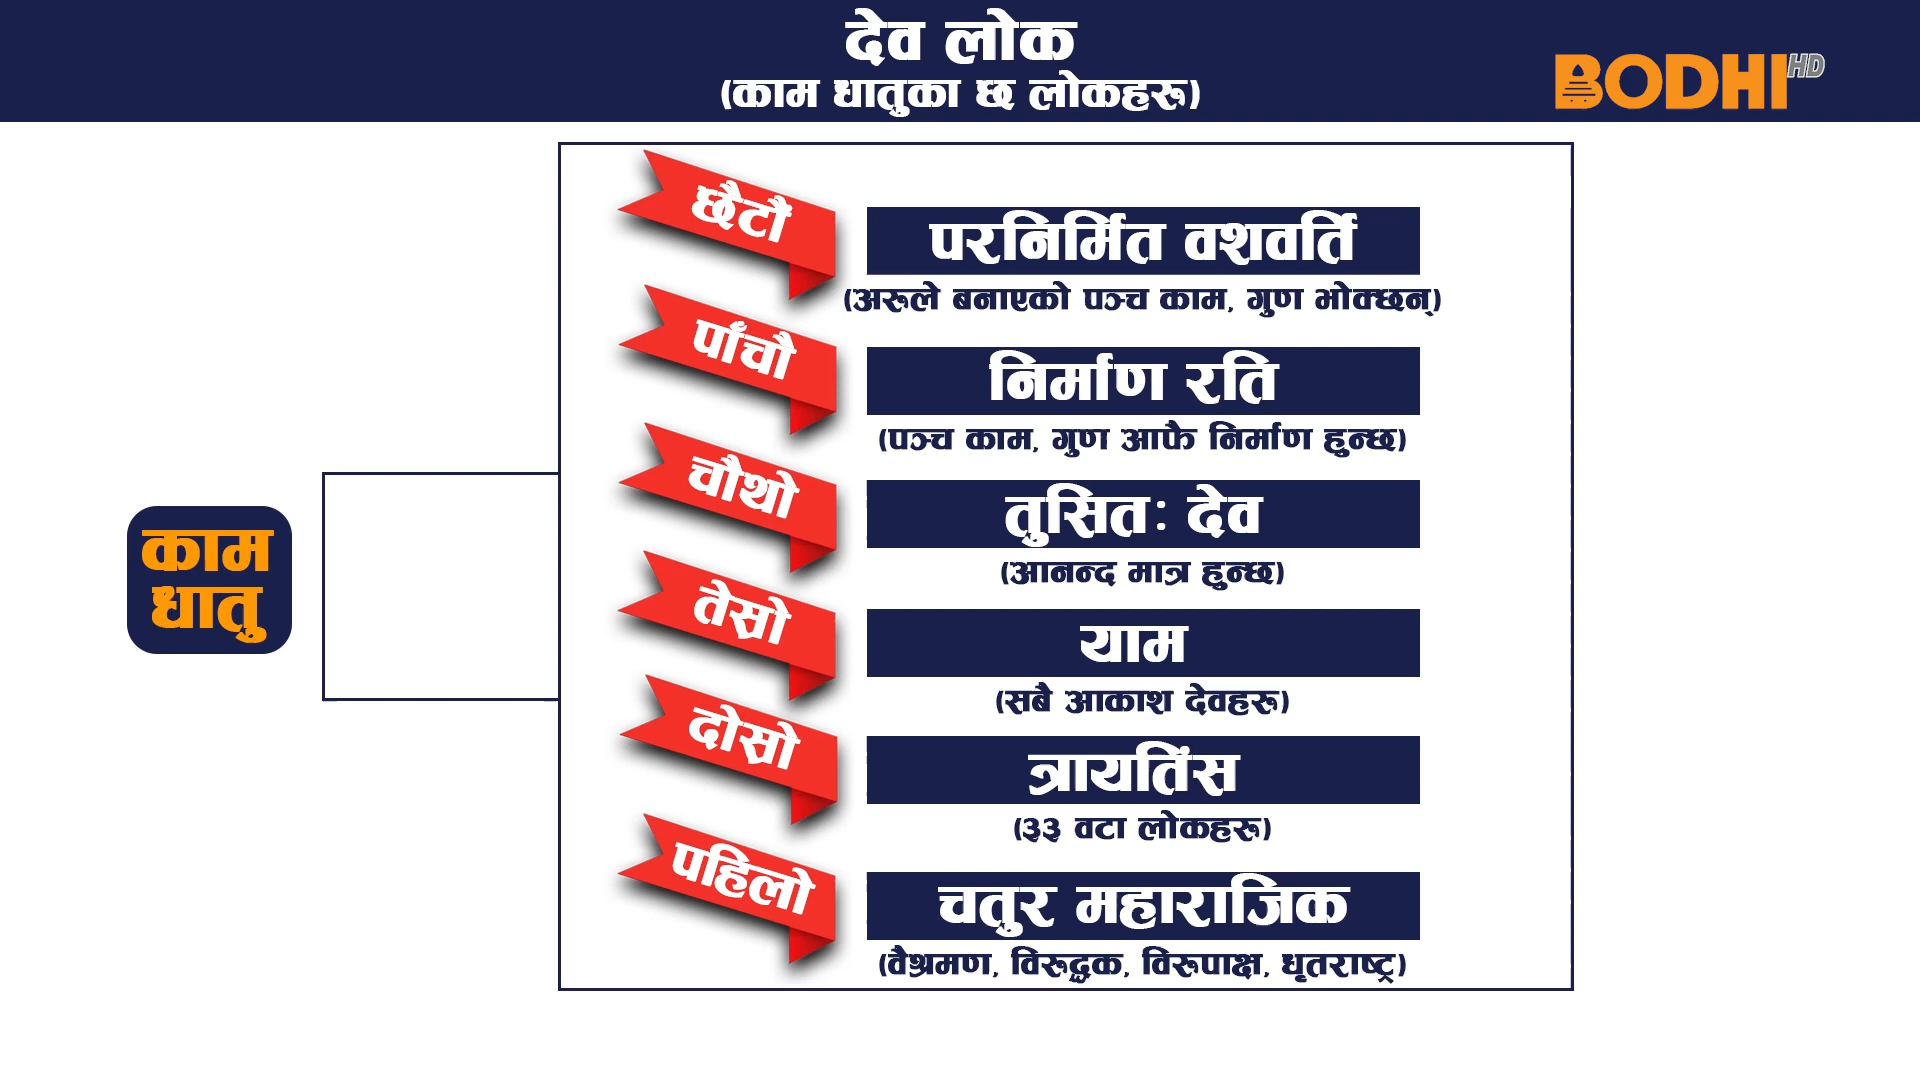 देव लोक
(काम धातुका छ लोकहरू)
BODHI HD
छैटौं
परनिर्मित वशवर्ति
(अरूले बनाएको पञ्च काम, गुण भोक्छन्)
पाँचौ
निर्माण रति
(पञ्च काम, गुण आफै निर्माण हुन्छ)
चौथो
तुसितः देव
(आनन्द मात्र हुन्छ)
काम
धातु
तेस्रो
याम
(सबै आकाश देवहरू)
दोस्रो
त्रायतिंस
(३३ वटा लोकहरू)
पहिलो
चतुर महाराजिक
(वैश्रमण, विरूद्धक, विरूपाक्ष, धृतराष्ट्र)